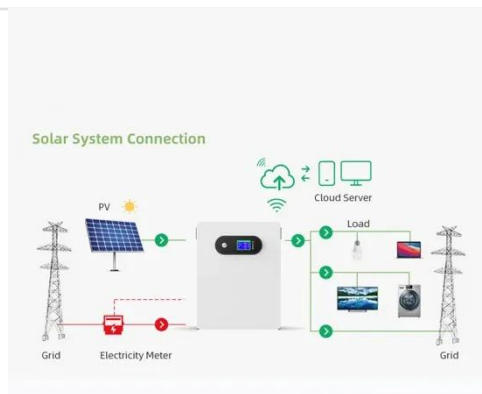 Solar System Connection
Cloud Server
PV
Load
Grid
Electricity Meter
Grid